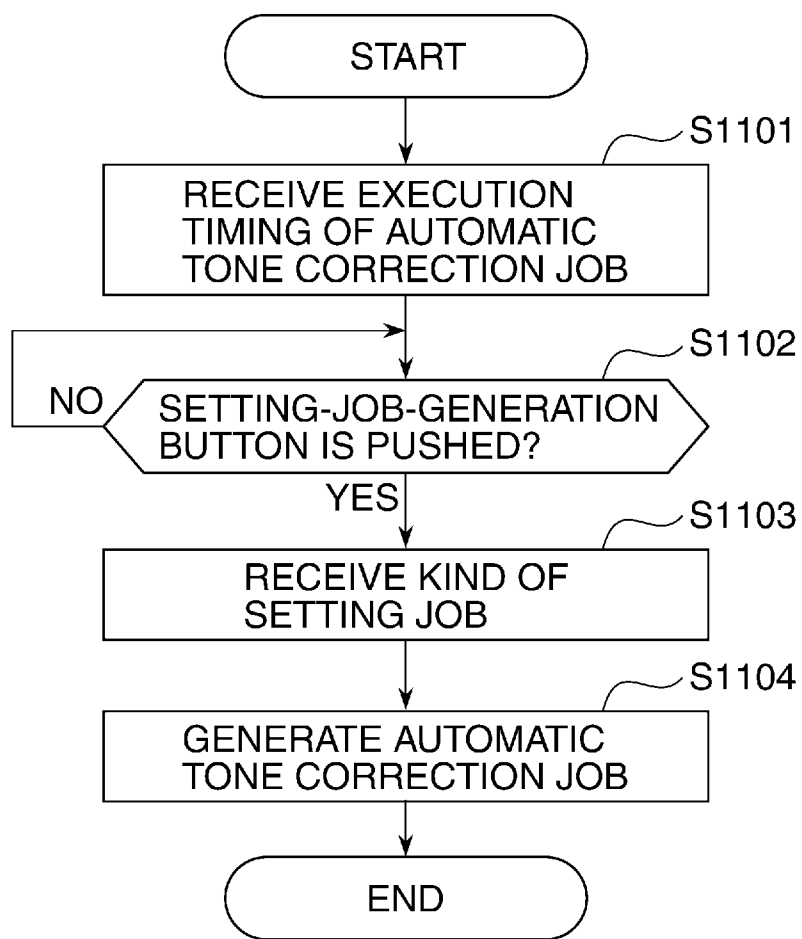 START
S1101
RECEIVE EXECUTION
TIMING OF AUTOMATIC
TONE CORRECTION JOB
S1102
NO
SETTING-JOB-GENERATION
BUTTON IS PUSHED?
YES
S1103
RECEIVE KIND OF
SETTING JOB
S1104
GENERATE AUTOMATIC
TONE CORRECTION JOB
END